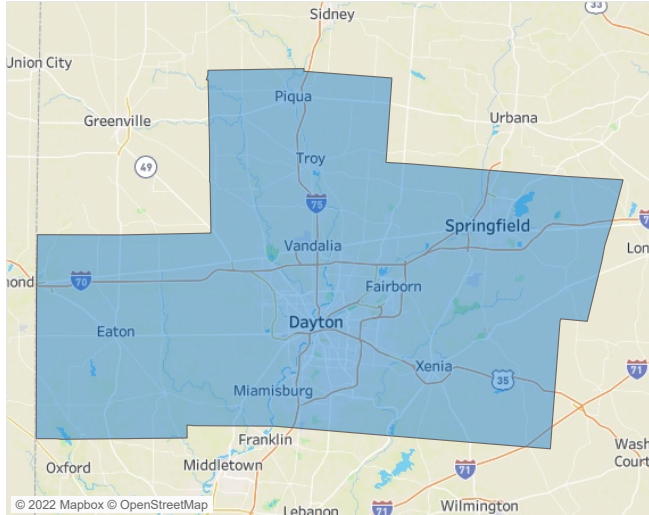 Sidney
33
Union City
Piqua
Greenville
Urbana
Troy
49
75
Springfield
Vandalia
70
Fairborn
Dayton
Eaton
Xenia
71
35
Miamisburg
Franklin
Oxford
Middletown
71
Wash
Court
Lebanon
71
Wilmington
© 2022 Mapbox © OpenStreetMap